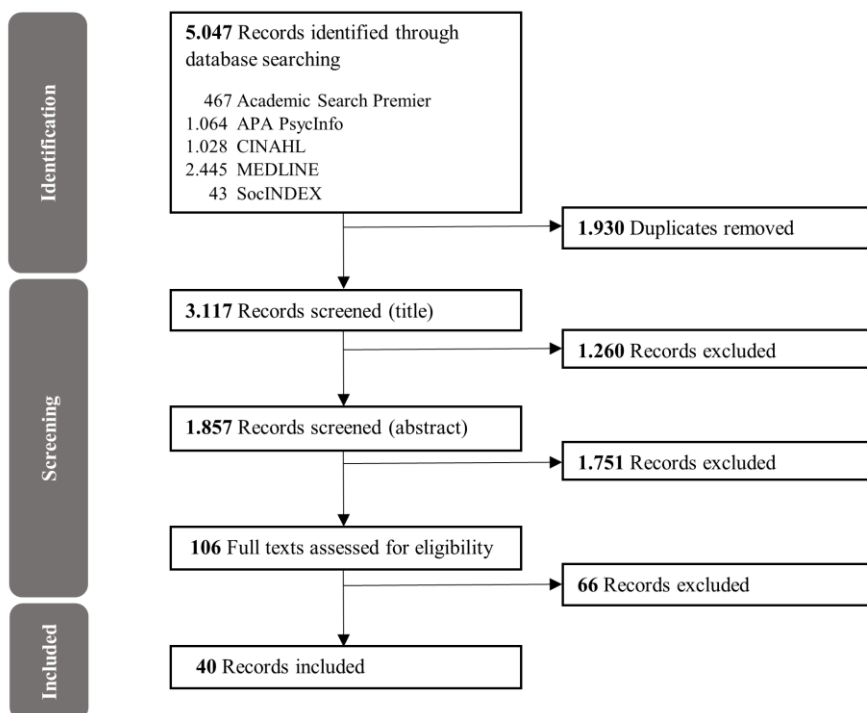 Identification
5.047 Records identified through
database searching
467 Academic Search Premier
1.064 APA PsycInfo
1.028 CINAHL
2.445 MEDLINE
43 SocINDEX
1.930 Duplicates removed
Screening
3.117 Records screened (title)
1.260 Records excluded
1.857 Records screened (abstract)
1.751 Records excluded
106 Full texts assessed for eligibility
66 Records excluded
Included
40 Records included